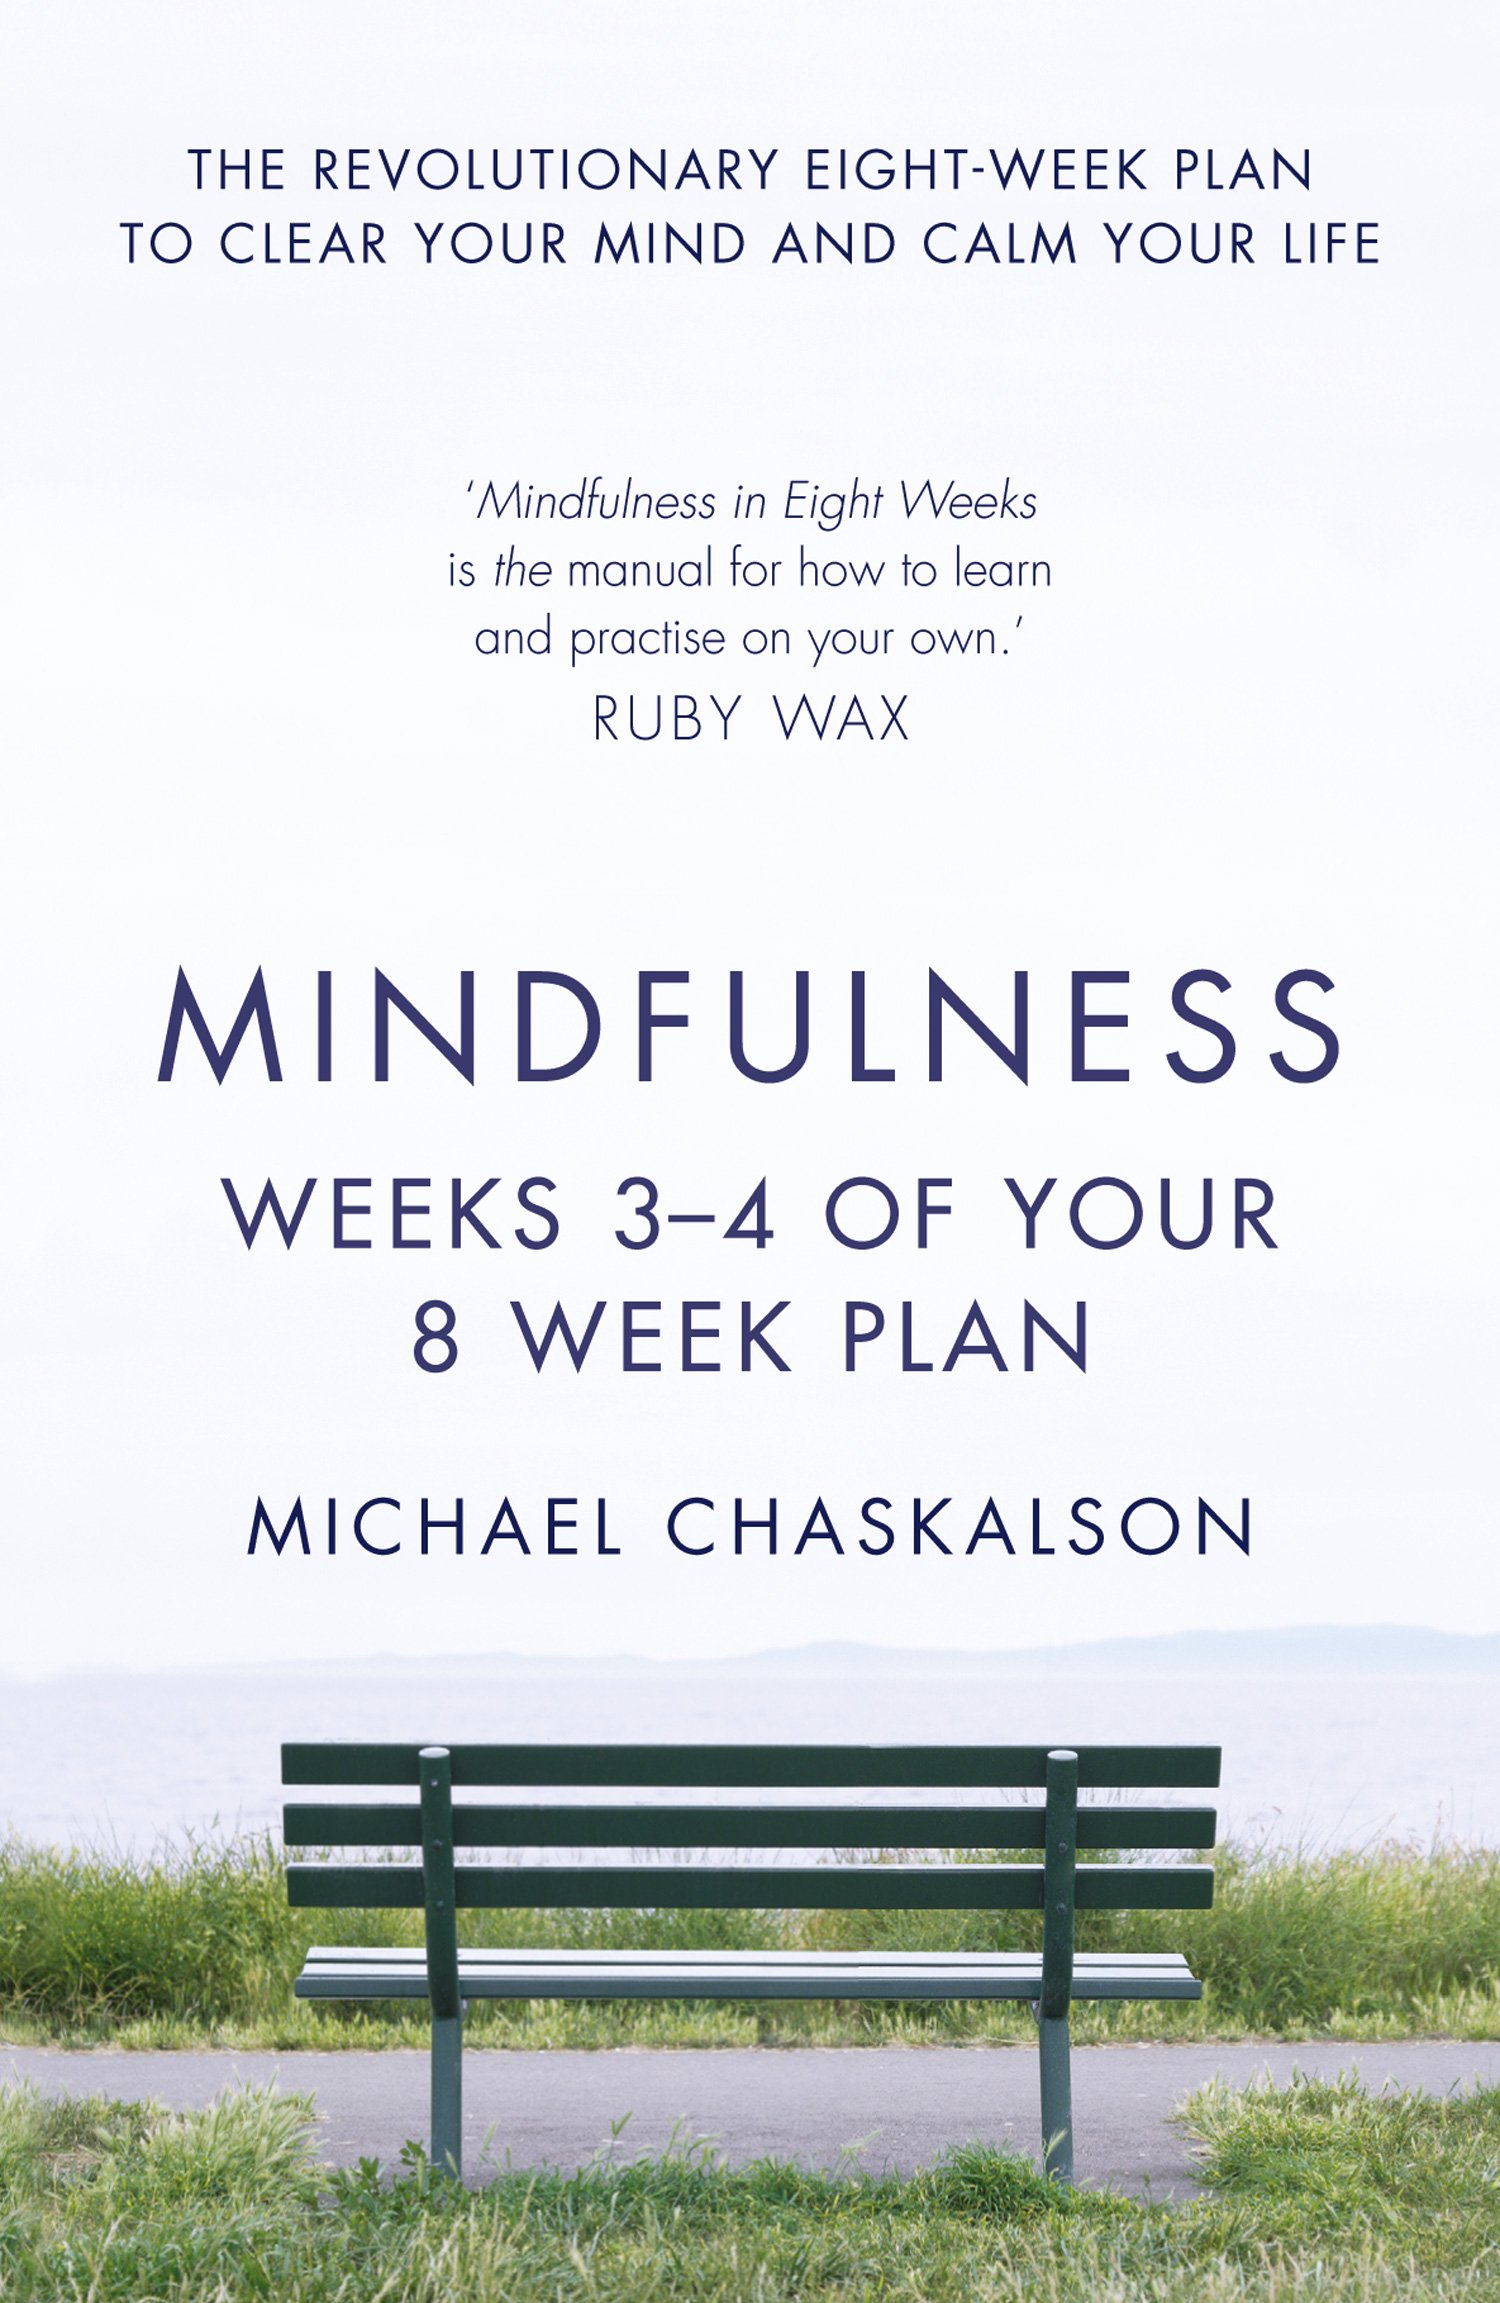 THE REVOLUTIONARY EIGHT-WEEK PLAN
TO CLEAR YOUR MIND AND CALM YOUR LIFE
‘Mindfulness in Eight Weeks
is the manual for how to learn
and practise on your own.’
RUBY WAX
MINDFULNESS
WEEKS 3–4 OF YOUR
8 WEEK PLAN
MICHAEL CHASKALSON